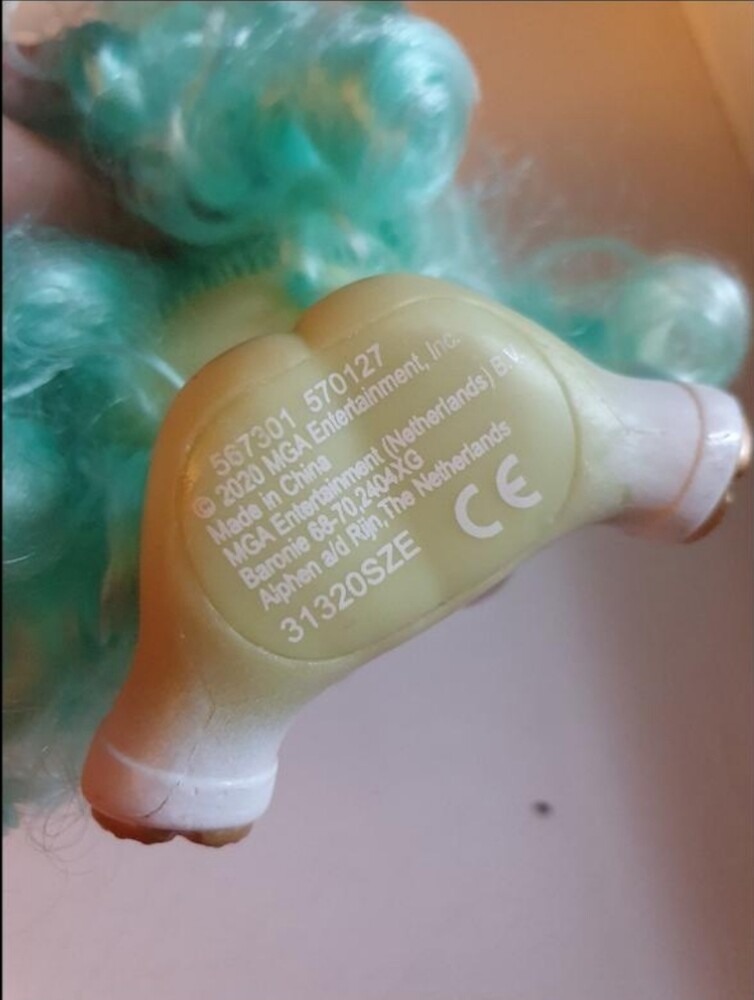 567301 570127
© 2020 MGA Entertainment, Inc.
Made in China
MGA Entertainment (Netherlands) B.V.
Baronie 68-70,2404XG
Alphen a/d Rijn,The Netherlands
31320SZE
CE